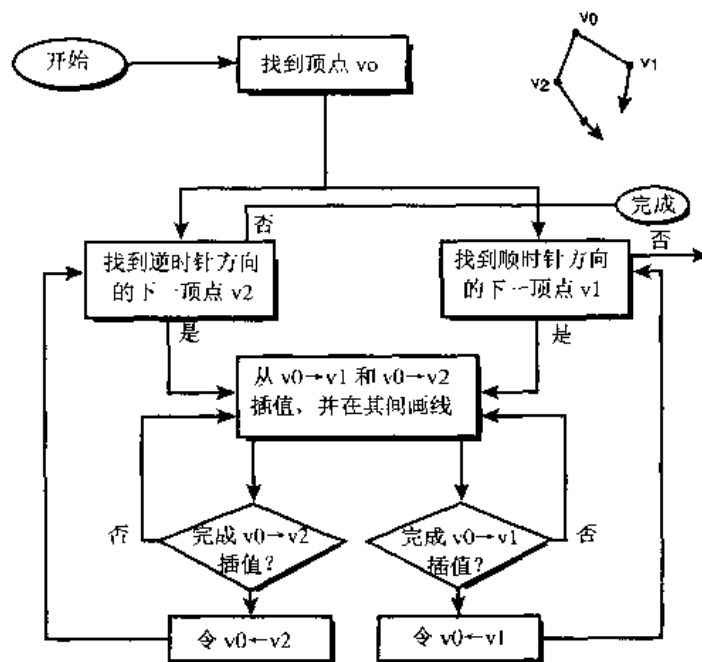 v0
开始
找到顶点 vo
v1
v2
否
完成
否
找到逆时针方向
的下一顶点 v2
找到顺时针方向
的下一顶点 v1
是
是
从 v0→v1 和 v0→v2
插值，并在其间画线
否
完成 v0→v2
插值？
完成 v0→v1
插值？
否
令 v0←v2
令 v0←v1